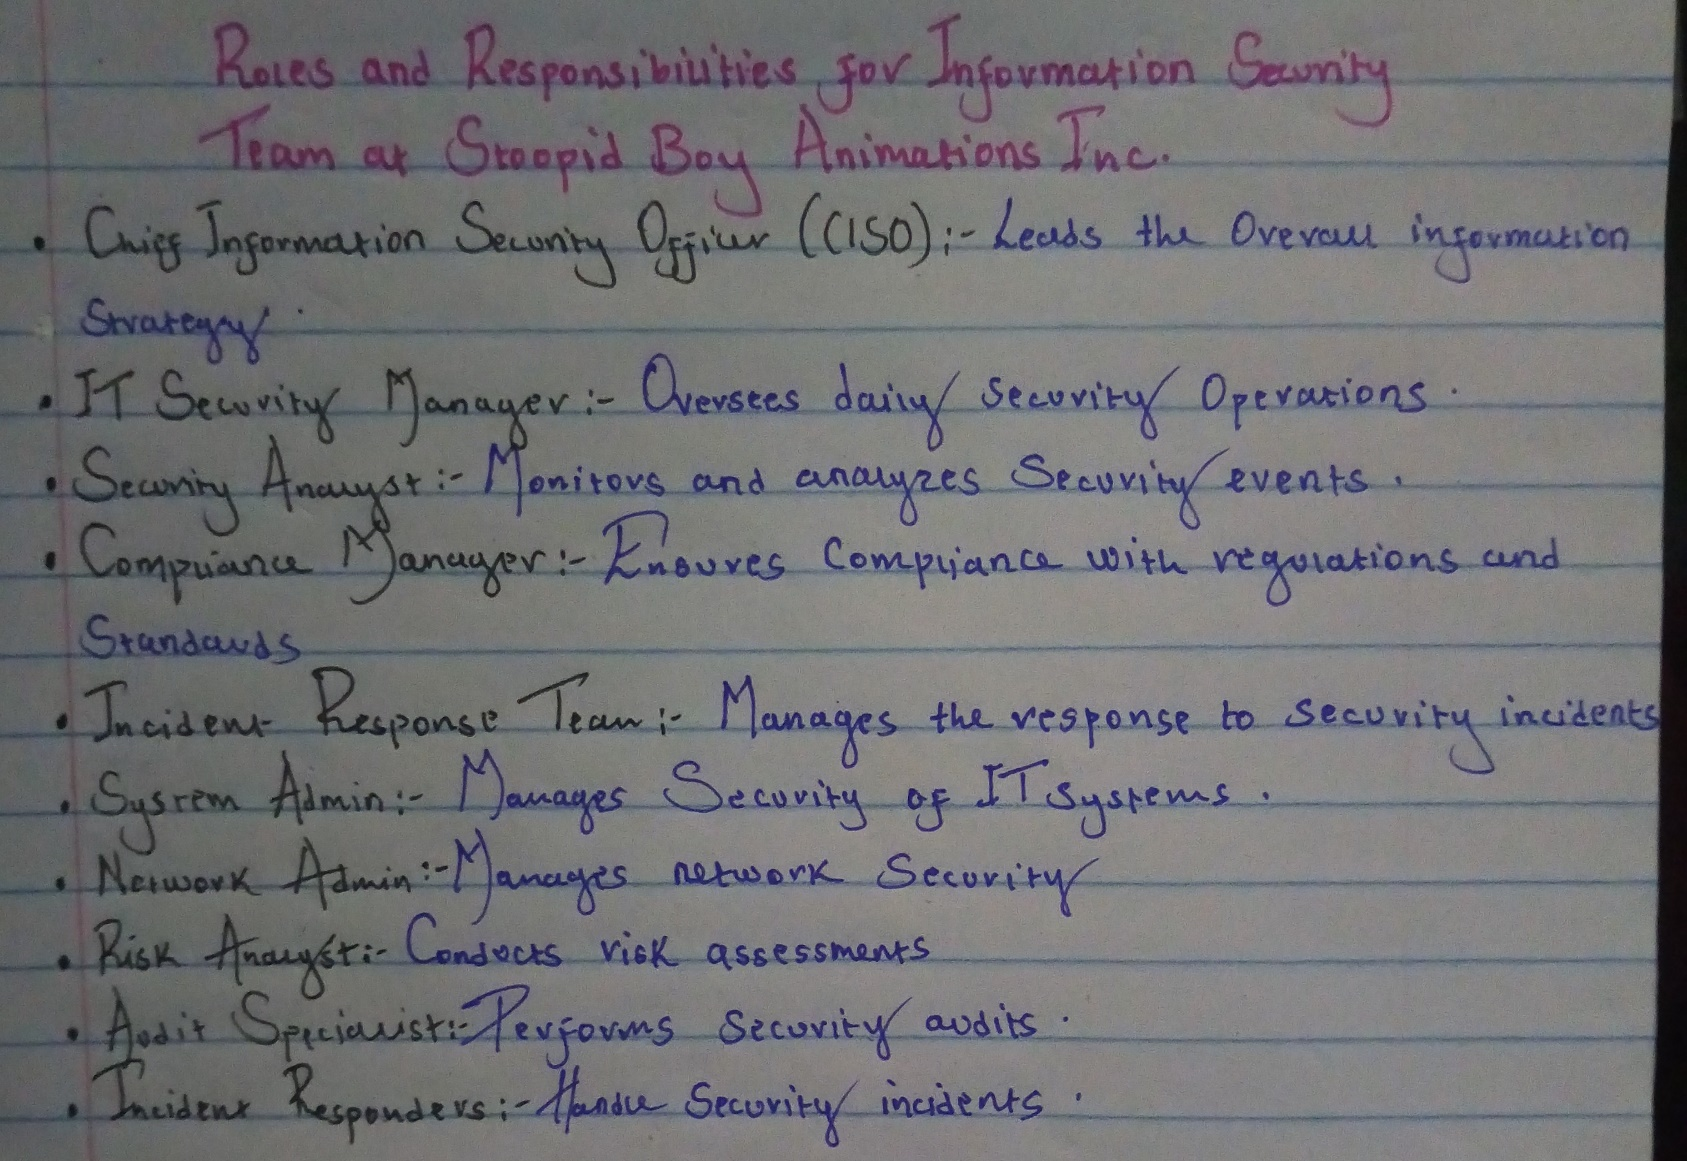 Roles and Responsibilities for Information Security
Team at Stoopid Boy Animations Inc.
• Chief Information Security Officer (CISO):- Leads the Overall information
Strategy.
• IT Security Manager:- Oversees daily Security Operations.
• Security Analyst:- Monitors and analyzes Security events.
• Compliance Manager:- Ensures Compliance with regulations and
Standards
• Incident Response Team:- Manages the response to security incidents
• System Admin:- Manages Security of IT systems.
• Network Admin:- Manages network Security
• Risk Analyst:- Conducts risk assessments
• Audit Specialist:- Performs Security audits.
• Incident Responders:- Handle Security incidents.